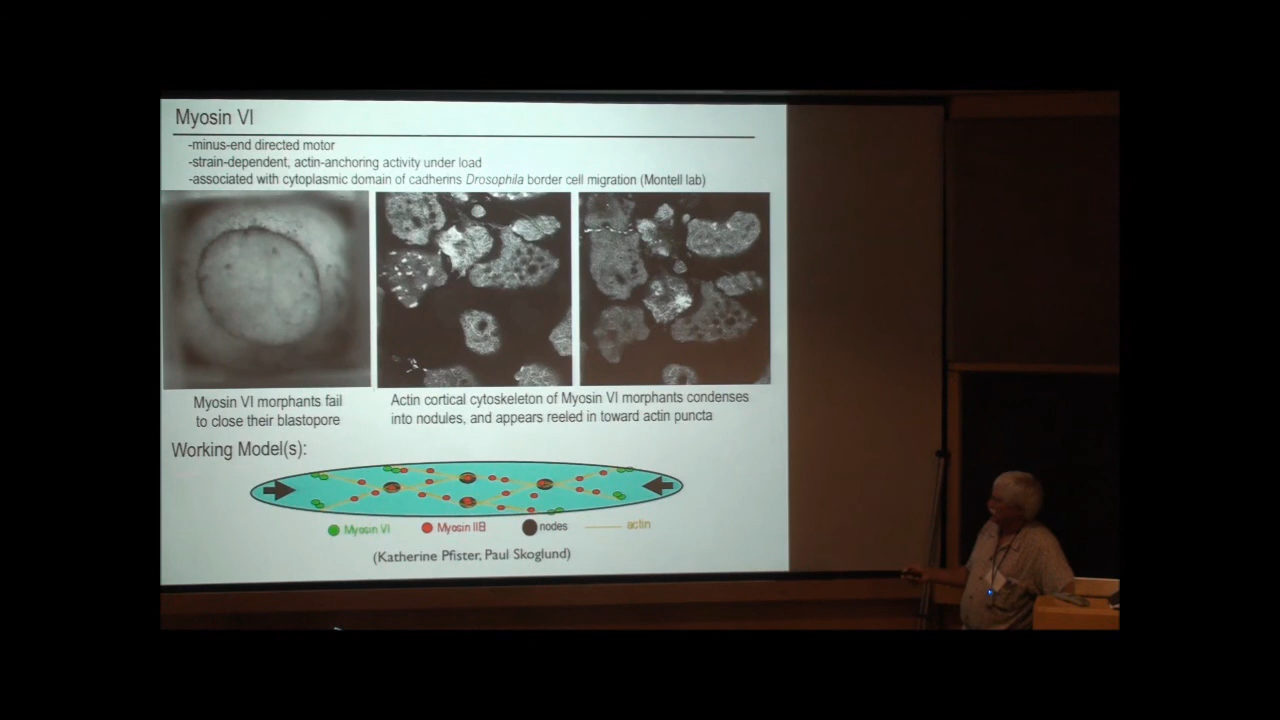 Myosin VI
-minus-end directed motor
-strain-dependent, actin-anchoring activity under load
-associated with cytoplasmic domain of cadherins Drosophila border cell migration (Montell lab)
Myosin VI morphants fail
to close their blastopore
Actin cortical cytoskeleton of Myosin VI morphants condenses
into nodules, and appears reeled in toward actin puncta
Working Model(s):
Myosin VI Myosin IIB nodes actin
(Katherine Pfister, Paul Skoglund)